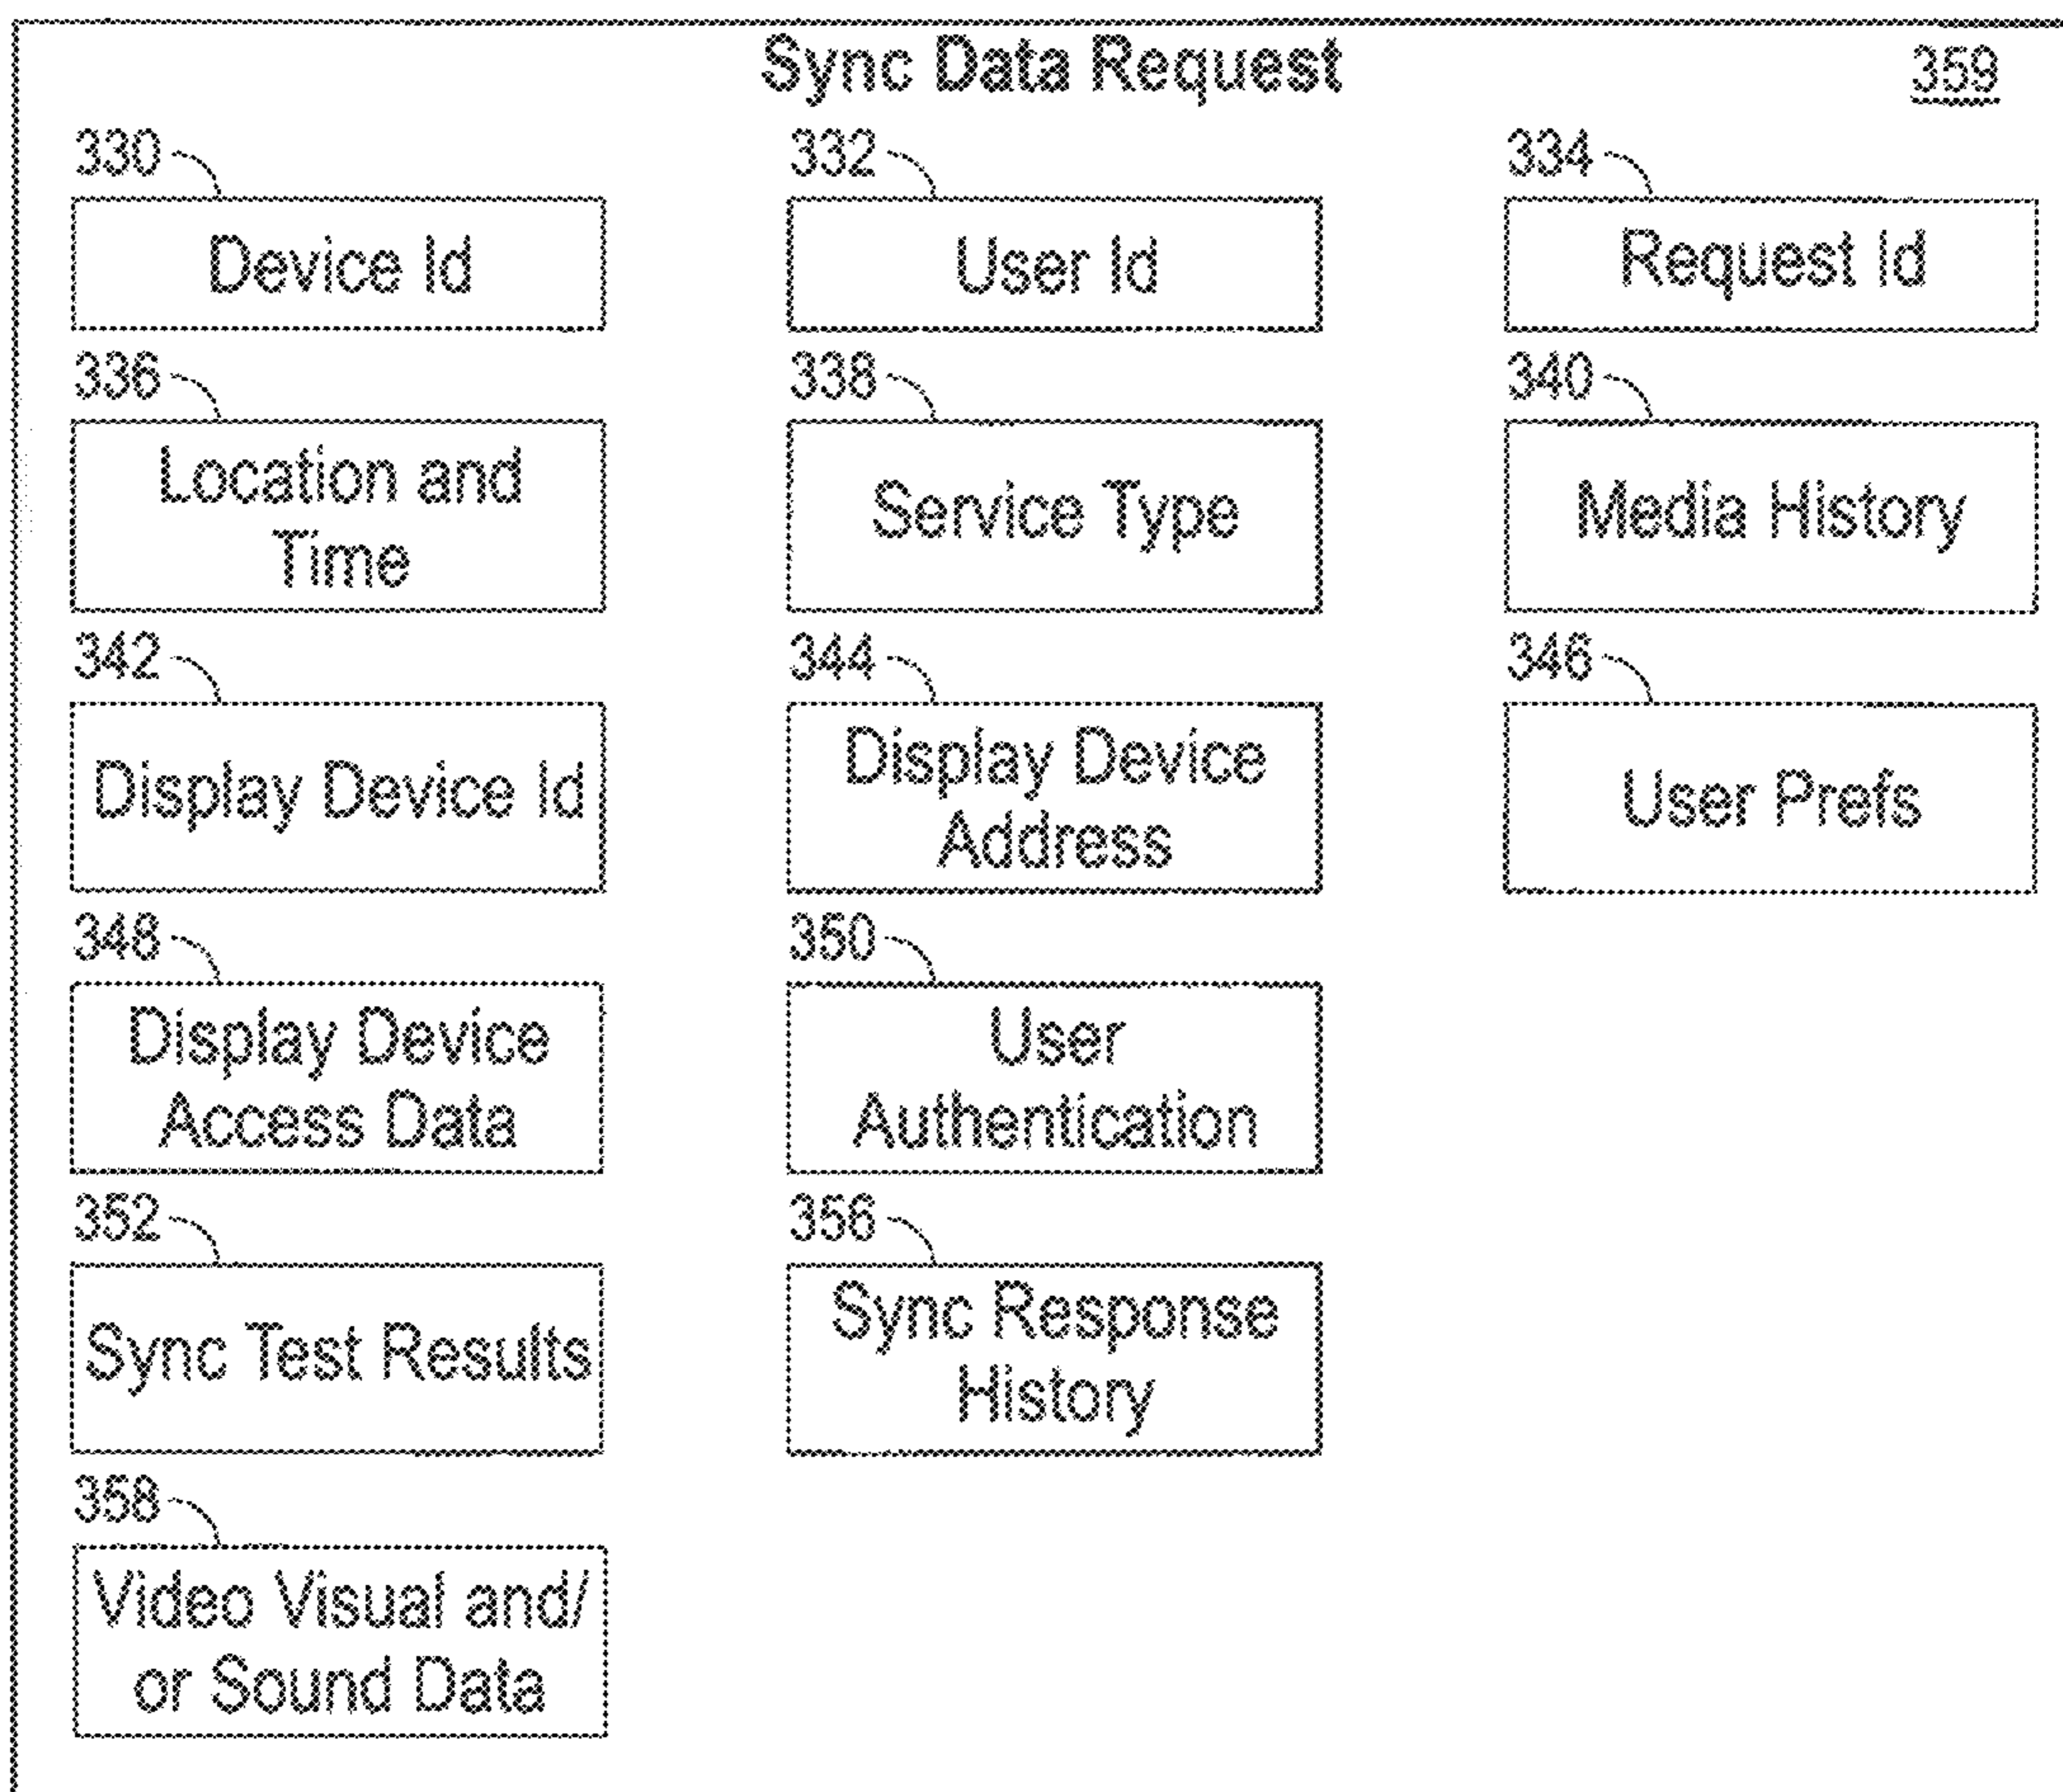 Sync Data Request 359
330 332 334
Device Id User Id Request Id
336 338 340
Location and
Time
Service Type
Media History
342 344 346
Display Device Id
Display Device
Address
User Prefs
348 350
Display Device
Access Data
User
Authentication
352 356
Sync Test Results
Sync Response
History
358
Video Visual and/
or Sound Data